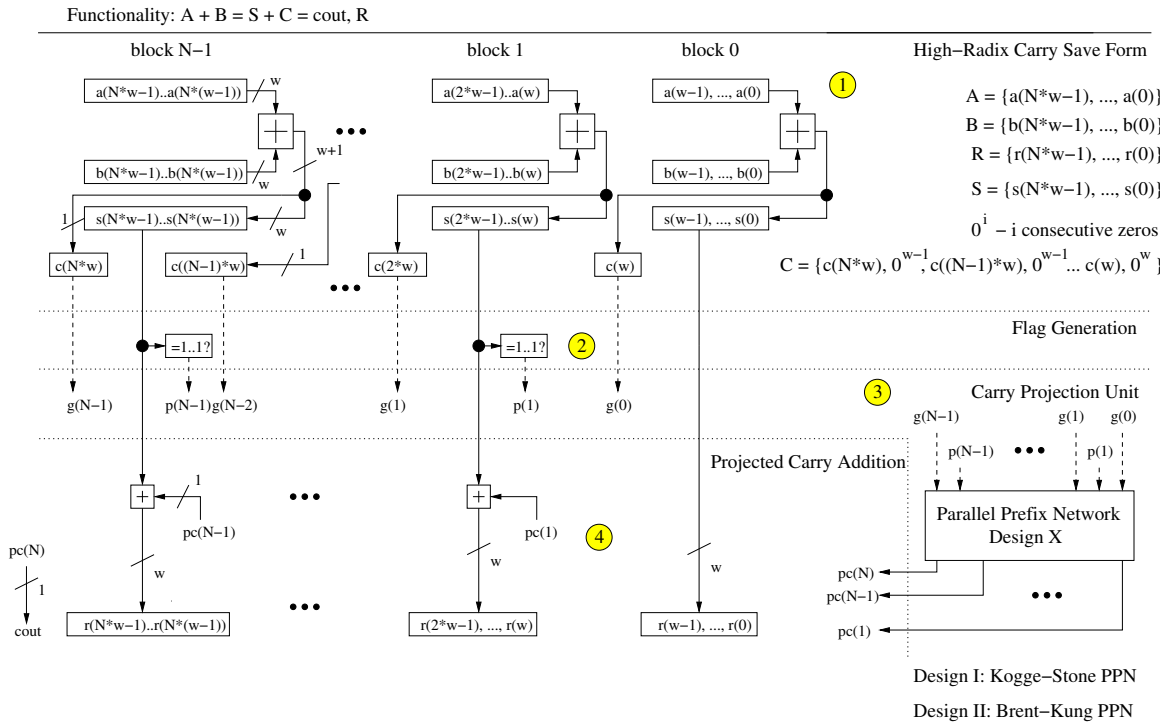 Functionality: A + B = S + C = cout, R
block N−1
block 1
block 0
High−Radix Carry Save Form
a(N*w−1)..a(N*(w−1))
w
a(2*w−1)..a(w)
a(w−1), ..., a(0)
1
A = {a(N*w−1), ..., a(0)}
B = {b(N*w−1), ..., b(0)}
+
+
+
w+1
R = {r(N*w−1), ..., r(0)}
b(N*w−1)..b(N*(w−1))
w
b(2*w−1)..b(w)
b(w−1), ..., b(0)
S = {s(N*w−1), ..., s(0)}
1
s(N*w−1)..s(N*(w−1))
w
s(2*w−1)..s(w)
s(w−1), ..., s(0)
0^i − i consecutive zeros
c(N*w)
c((N−1)*w)
1
c(2*w)
c(w)
C = {c(N*w), 0^w−1, c((N−1)*w), 0^w−1... c(w), 0^w }
Flag Generation
=1..1?
=1..1?
2
g(N−1)
p(N−1)
g(N−2)
g(1)
p(1)
g(0)
3
Carry Projection Unit
g(N−1)
g(1)
g(0)
p(N−1)
p(1)
Projected Carry Addition
+
1
pc(N−1)
+
pc(1)
4
Parallel Prefix Network
Design X
pc(N)
1
cout
w
w
w
pc(N)
pc(N−1)
pc(1)
r(N*w−1)..r(N*(w−1))
r(2*w−1), ..., r(w)
r(w−1), ..., r(0)
Design I: Kogge−Stone PPN
Design II: Brent−Kung PPN